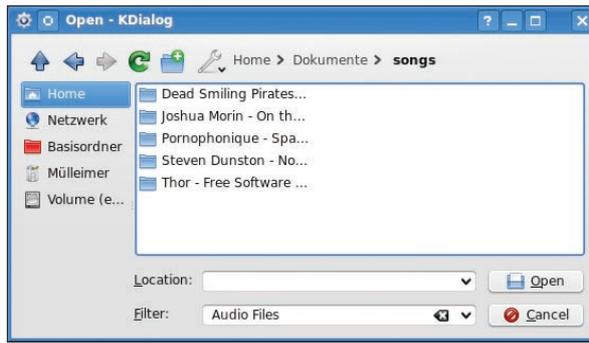 Open - KDialog
Home > Dokumente > songs
Home
Netzwerk
Basisordner
Mülleimer
Volume (e...
Dead Smiling Pirates...
Joshua Morin - On th...
Pornophonique - Spa...
Steven Dunston - No...
Thor - Free Software ...
Location:
Open
Filter: Audio Files
Cancel